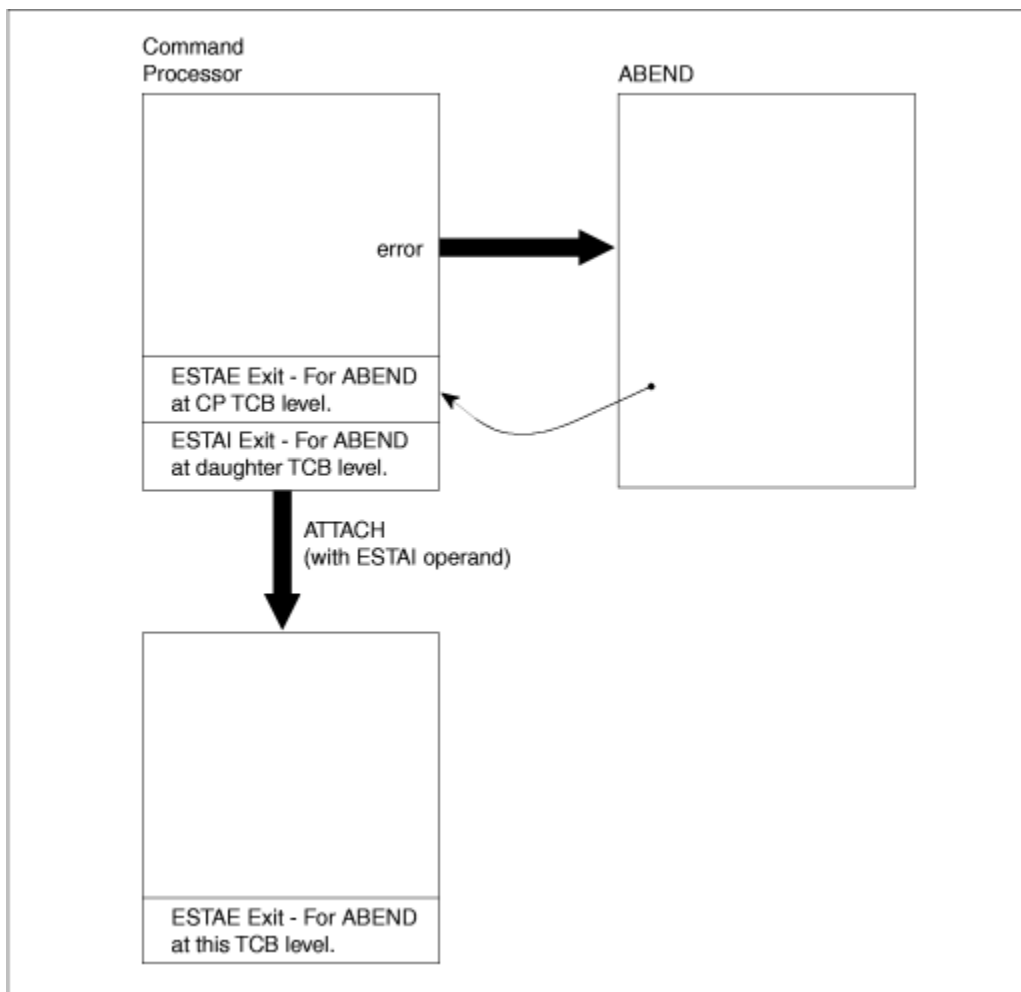 Command
Processor
ABEND
error
ESTAE Exit - For ABEND
at CP TCB level.
ESTAI Exit - For ABEND
at daughter TCB level.
ATTACH
(with ESTAI operand)
ESTAE Exit - For ABEND
at this TCB level.